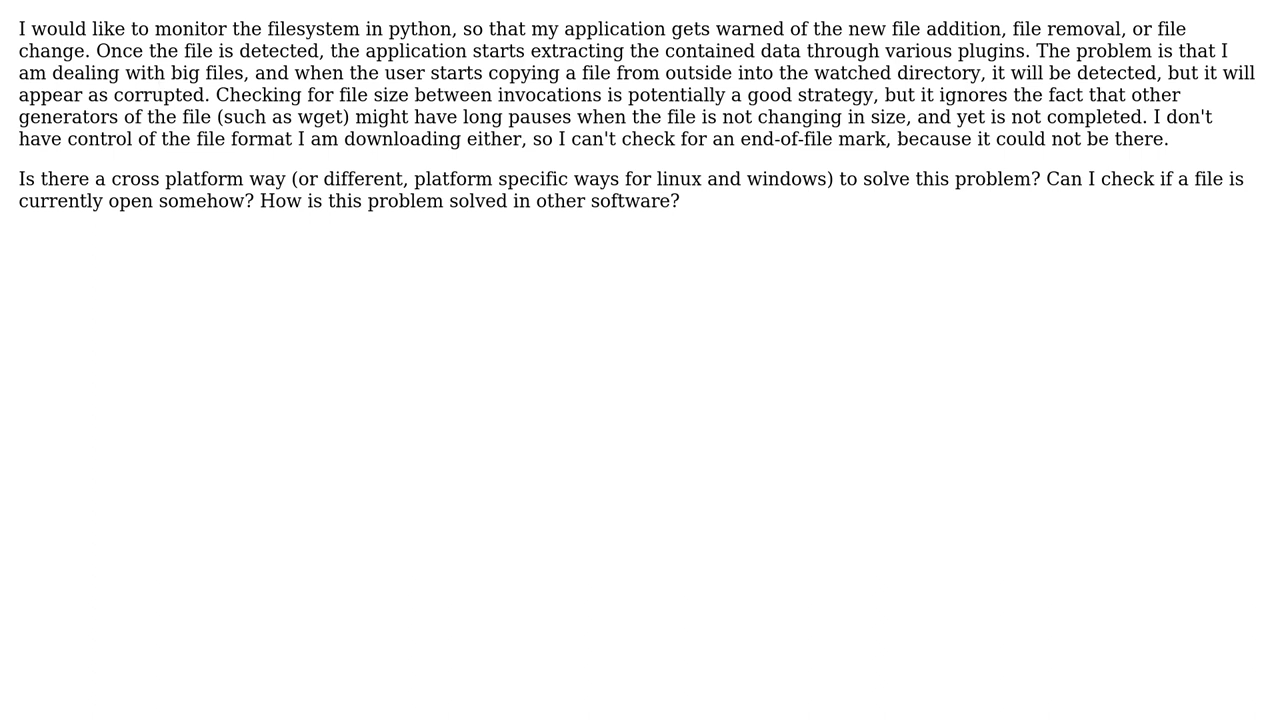 I would like to monitor the filesystem in python, so that my application gets warned of the new file addition, file removal, or file
change. Once the file is detected, the application starts extracting the contained data through various plugins. The problem is that I
am dealing with big files, and when the user starts copying a file from outside into the watched directory, it will be detected, but it will
appear as corrupted. Checking for file size between invocations is potentially a good strategy, but it ignores the fact that other
generators of the file (such as wget) might have long pauses when the file is not changing in size, and yet is not completed. I don't
have control of the file format I am downloading either, so I can't check for an end-of-file mark, because it could not be there.
Is there a cross platform way (or different, platform specific ways for linux and windows) to solve this problem? Can I check if a file is
currently open somehow? How is this problem solved in other software?